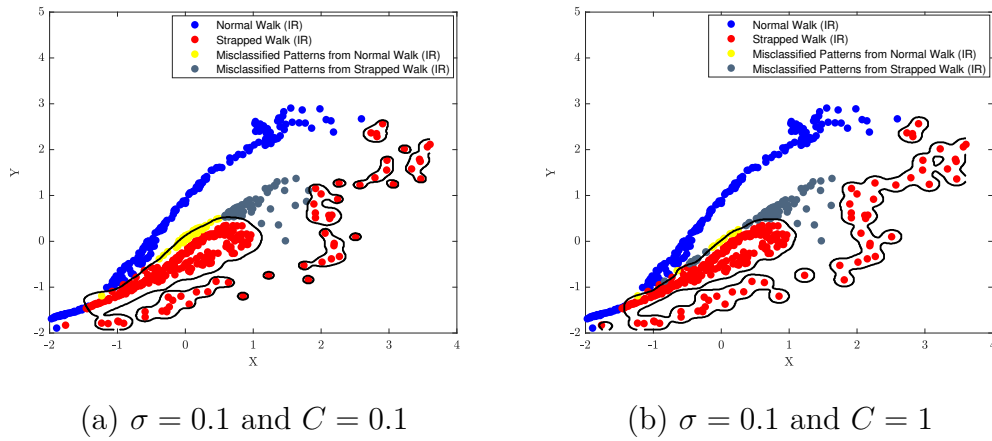 5
4
3
2
1
0
-1
-2
Y
-2 -1 0 1 2 3 4
X
Normal Walk (IR)
Strapped Walk (IR)
Misclassified Patterns from Normal Walk (IR)
Misclassified Patterns from Strapped Walk (IR)
(a) σ = 0.1 and C = 0.1
5
4
3
2
1
0
-1
-2
Y
-2 -1 0 1 2 3 4
X
Normal Walk (IR)
Strapped Walk (IR)
Misclassified Patterns from Normal Walk (IR)
Misclassified Patterns from Strapped Walk (IR)
(b) σ = 0.1 and C = 1